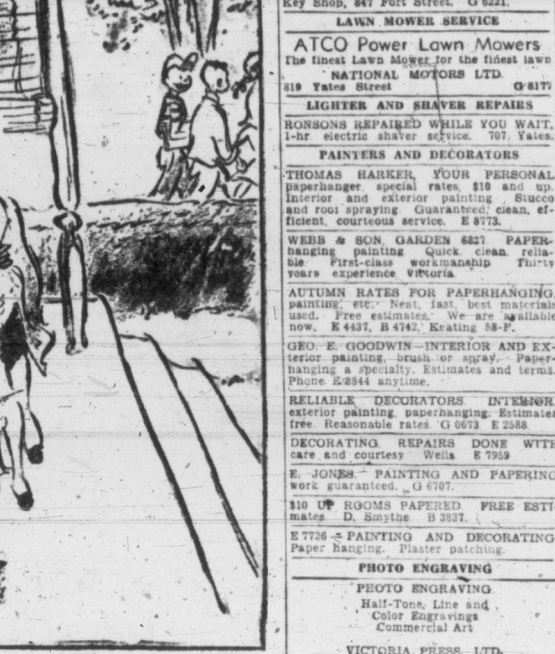 Key Shop, 847 Fort Street. G 6221.
LAWN MOWER SERVICE
ATCO Power Lawn Mowers
The finest Lawn Mower for the finest lawn
NATIONAL MOTORS LTD.
819 Yates Street G 8177
LIGHTER AND SHAVER REPAIRS
RONSONS REPAIRED WHILE YOU WAIT,
1-hr. electric shaver service. 707 Yates.
PAINTERS AND DECORATORS
THOMAS HARKER, YOUR PERSONAL
paperhanger, special rates, $10 and up.
Interior and exterior painting. Stucco
and roof spraying. Guaranteed, clean, ef-
ficient, courteous service. E 8773.
WEBB & SON, GARDEN 6827. PAPER-
hanging painting Quick, clean, relia-
ble First-class workmanship Thirty
years experience Victoria
AUTUMN RATES FOR PAPERHANGING,
painting, etc. Neat, fast, best materials
used. Free estimates. We are available
now. E 4437, B 4742, Keating 58-F.
GEO. E. GOODWIN—INTERIOR AND EX-
terior painting, brush or spray. Paper-
hanging a specialty. Estimates and terms.
Phone E 8844 anytime.
RELIABLE DECORATORS INTERIOR
exterior painting, paperhanging. Estimates
free. Reasonable rates. G 0673 E 2588.
DECORATING REPAIRS DONE WITH
care and courtesy Wells E 7959
E. JONES. PAINTING AND PAPERING
work guaranteed. G 6707.
$10 UP ROOMS PAPERED FREE ESTI-
mates D. Smythe B 3837.
E 7726 — PAINTING AND DECORATING
Paper hanging. Plaster patching.
PHOTO ENGRAVING
PHOTO ENGRAVING
Half-Tone, Line and
Color Engravings
Commercial Art
VICTORIA PRESS LTD.